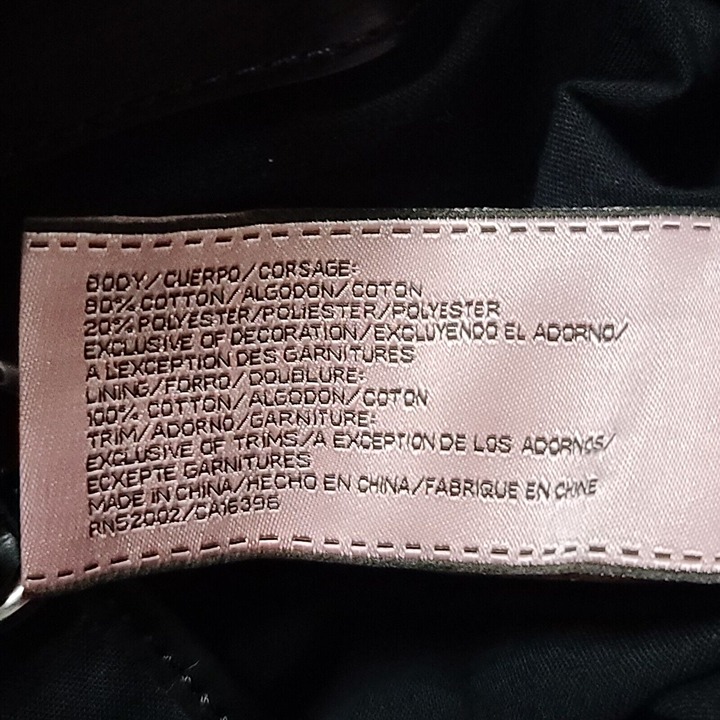 BODY/CUERPO/CORSAGE:
80% COTTON/ALGODON/COTON
20% POLYESTER/POLIESTER/POLYESTER
EXCLUSIVE OF DECORATION/EXCLUYENDO EL ADORNO/
A L'EXCEPTION DES GARNITURES
LINING/FORRO/DOUBLURE:
100% COTTON/ALGODON/COTON
TRIM/ADORNO/GARNITURE:
EXCLUSIVE OF TRIMS/A EXCEPTION DE LOS ADORNOS/
ECXEPTE GARNITURES
MADE IN CHINA/HECHO EN CHINA/FABRIQUE EN CHINE
RN52002/CA16396